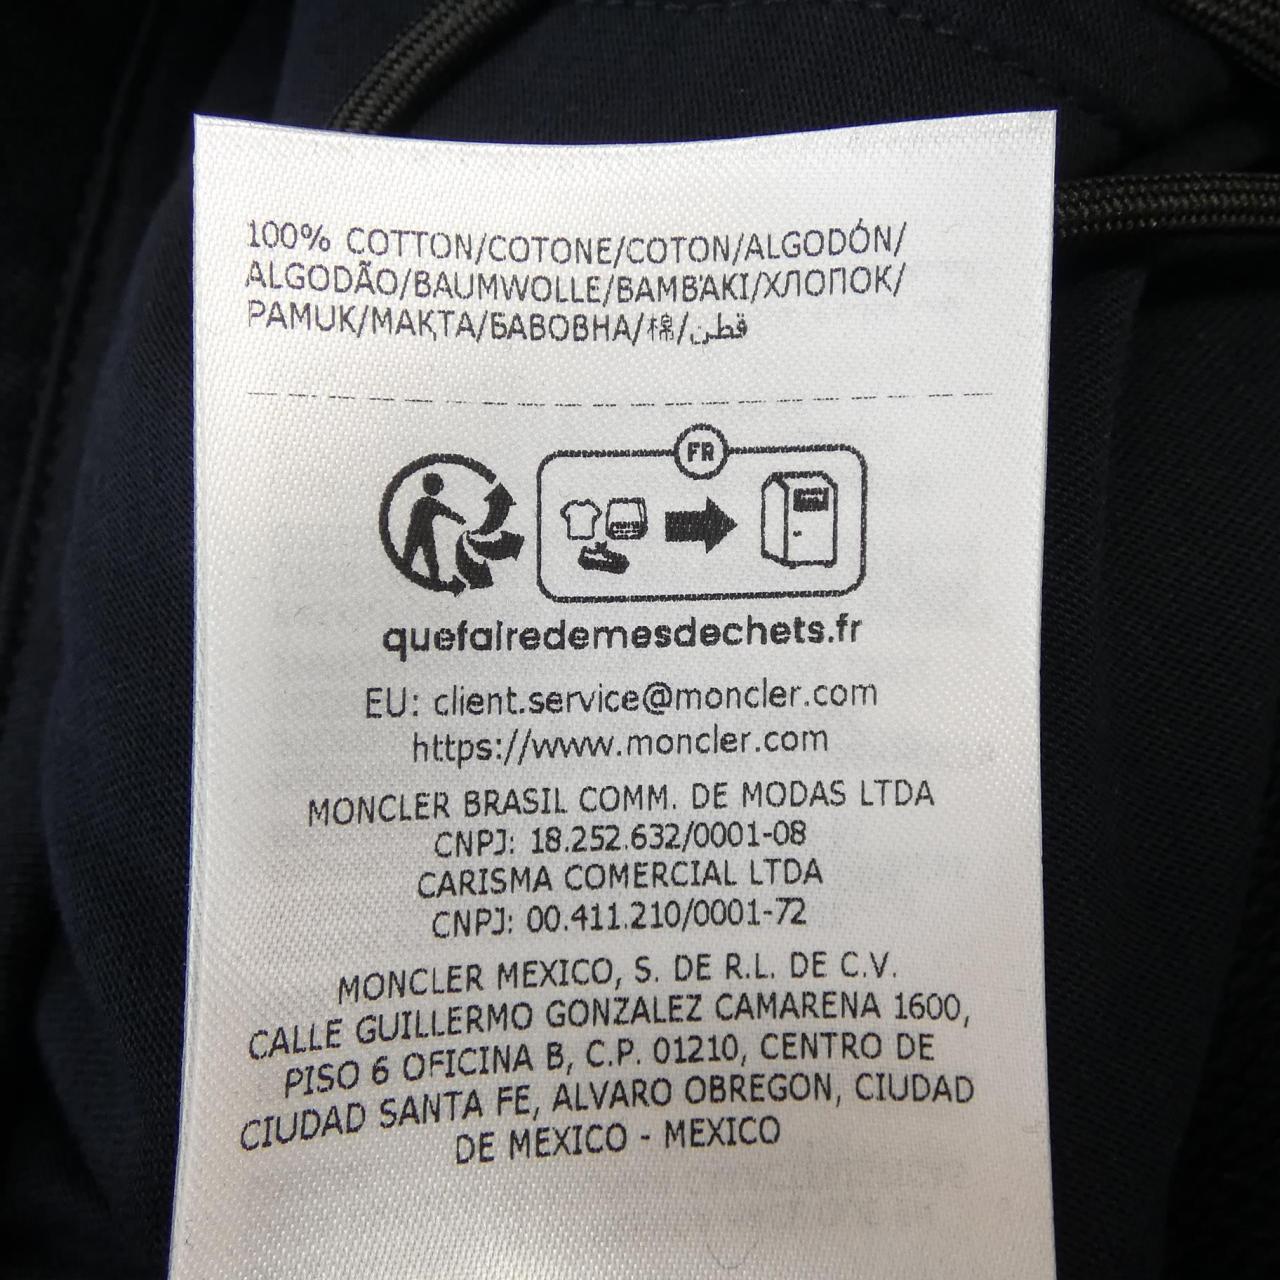 100% COTTON/COTONE/COTON/ALGODÓN/
ALGODÃO/BAUMWOLLE/BAMBAKI/ХЛОПОК/
PAMUK/МАҚТА/БАВОВНА/棉/قطن
FR
quefairedemesdechets.fr
EU: client.service@moncler.com
https://www.moncler.com
MONCLER BRASIL COMM. DE MODAS LTDA
CNPJ: 18.252.632/0001-08
CARISMA COMERCIAL LTDA
CNPJ: 00.411.210/0001-72
MONCLER MEXICO, S. DE R.L. DE C.V.
CALLE GUILLERMO GONZALEZ CAMARENA 1600,
PISO 6 OFICINA B, C.P. 01210, CENTRO DE
CIUDAD SANTA FE, ALVARO OBREGON, CIUDAD
DE MEXICO - MEXICO